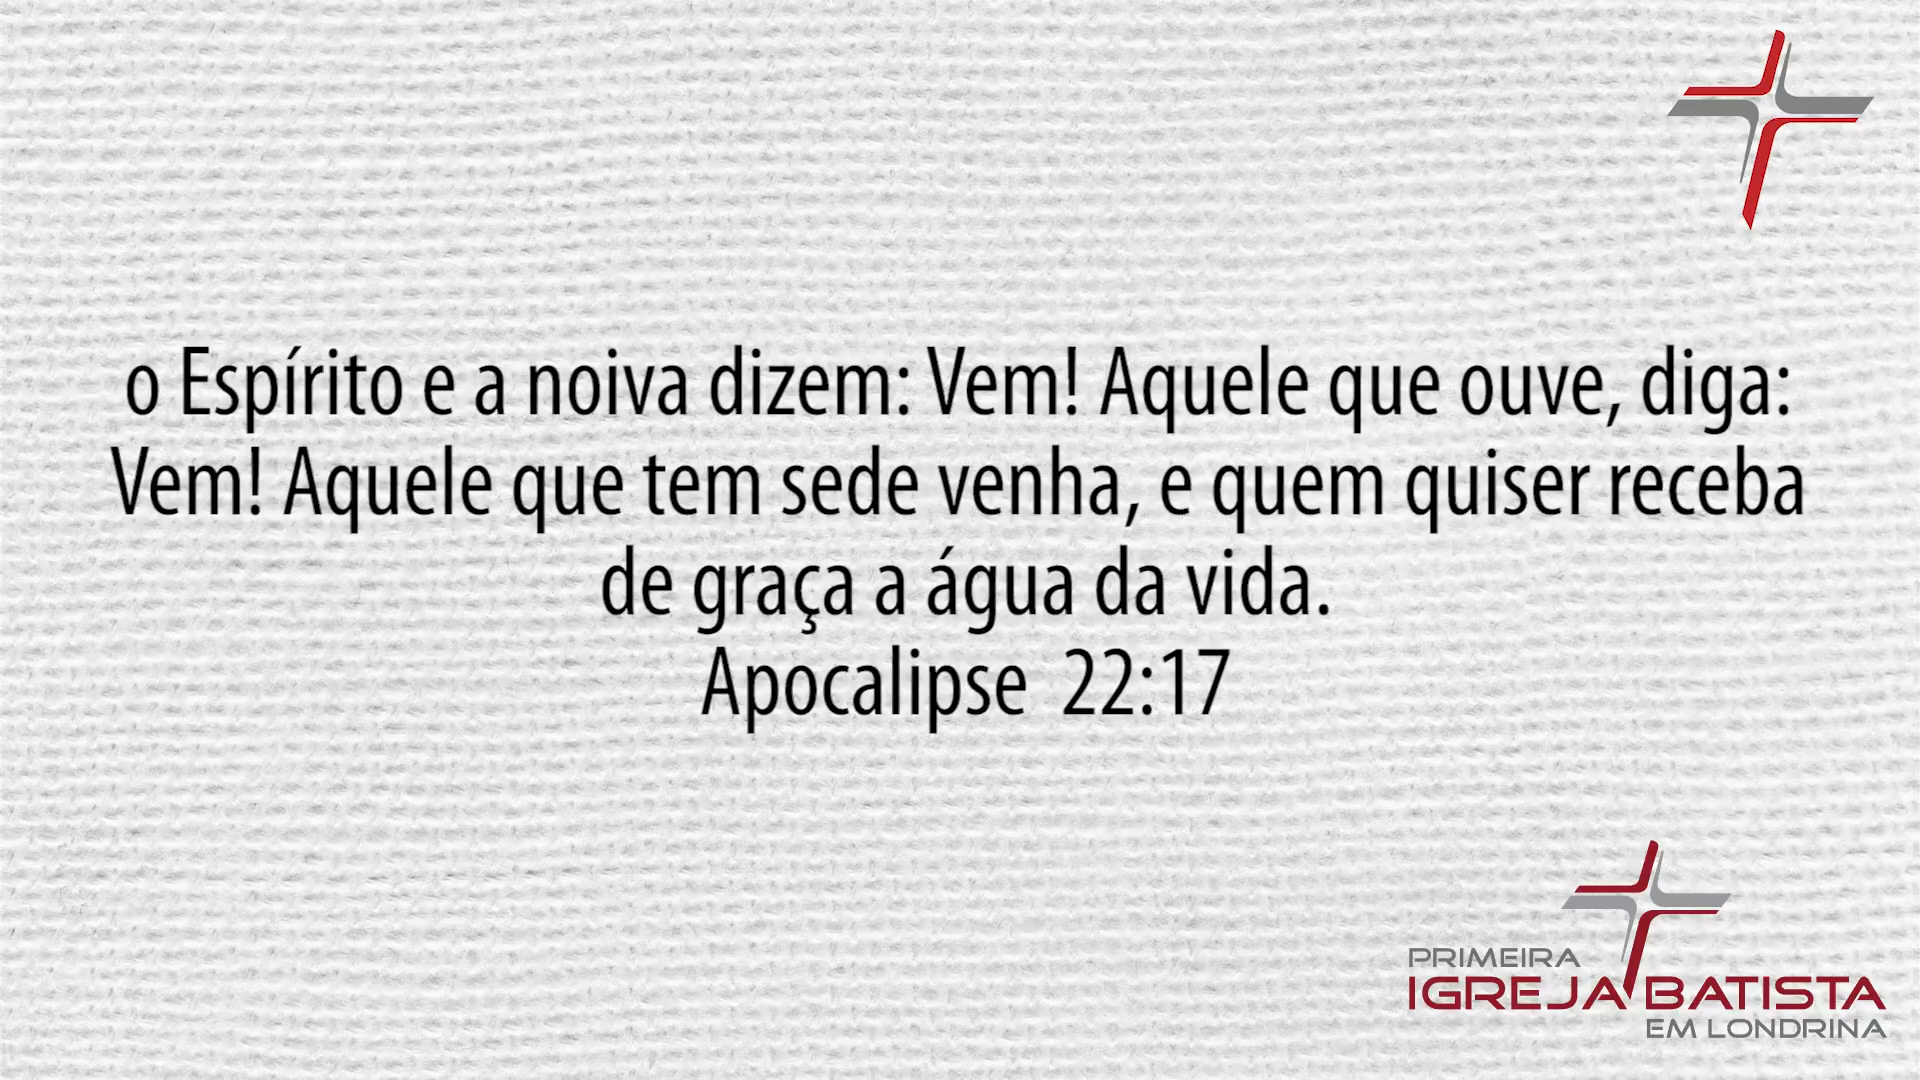 o Espírito e a noiva dizem: Vem! Aquele que ouve, diga:
Vem! Aquele que tem sede venha, e quem quiser receba
de graça a água da vida.
Apocalipse  22:17
PRIMEIRA
IGREJA BATISTA
EM LONDRINA